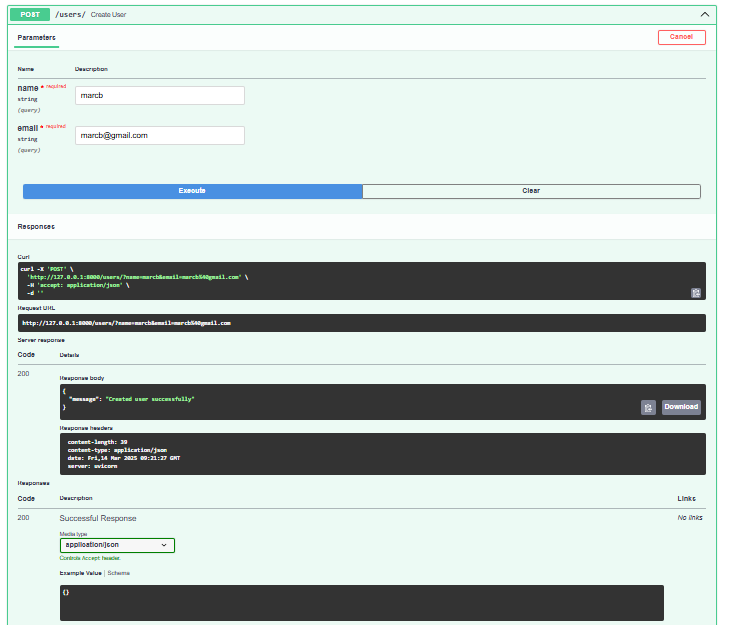 POST /users/ Create User
Parameters
Cancel
Name Description
name * required
string
(query)
marcb
email * required
string
(query)
marcb@gmail.com
Execute Clear
Responses
Curl
curl -X 'POST' \
'http://127.0.0.1:8000/users/?name=marcb&email=marcb%40gmail.com' \
-H 'accept: application/json' \
-d ''
Request URL
http://127.0.0.1:8000/users/?name=marcb&email=marcb%40gmail.com
Server response
Code Details
200
Response body
{
"message": "Created user successfully"
}
Download
Response headers
content-length: 39
content-type: application/json
date: Fri,14 Mar 2025 09:21:27 GMT
server: uvicorn
Responses
Code Description Links
200 Successful Response No links
Media type
application/json
Controls Accept header.
Example Value | Schema
{}